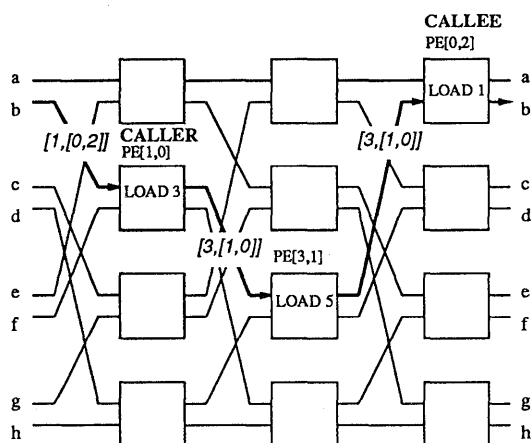 CALLEE
PE[0,2]
a
LOAD 1
a
b
b
[1,[0,2]]
CALLER
PE[1,0]
[3,[1,0]]
c
LOAD 3
c
d
d
[3,[1,0]]
PE[3,1]
e
LOAD 5
e
f
f
g
g
h
h